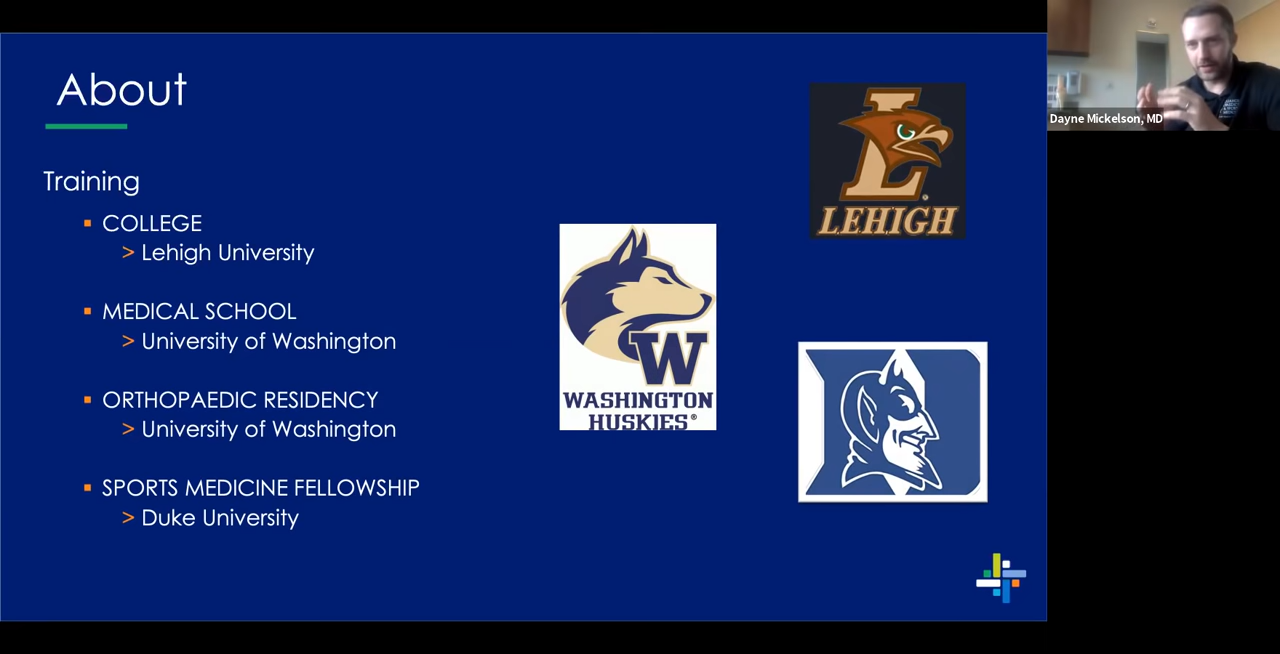 About
Training
COLLEGE
> Lehigh University
MEDICAL SCHOOL
> University of Washington
ORTHOPAEDIC RESIDENCY
> University of Washington
SPORTS MEDICINE FELLOWSHIP
> Duke University
L
LEHIGH
W
WASHINGTON
HUSKIES®
D
Dayne Mickelson, MD